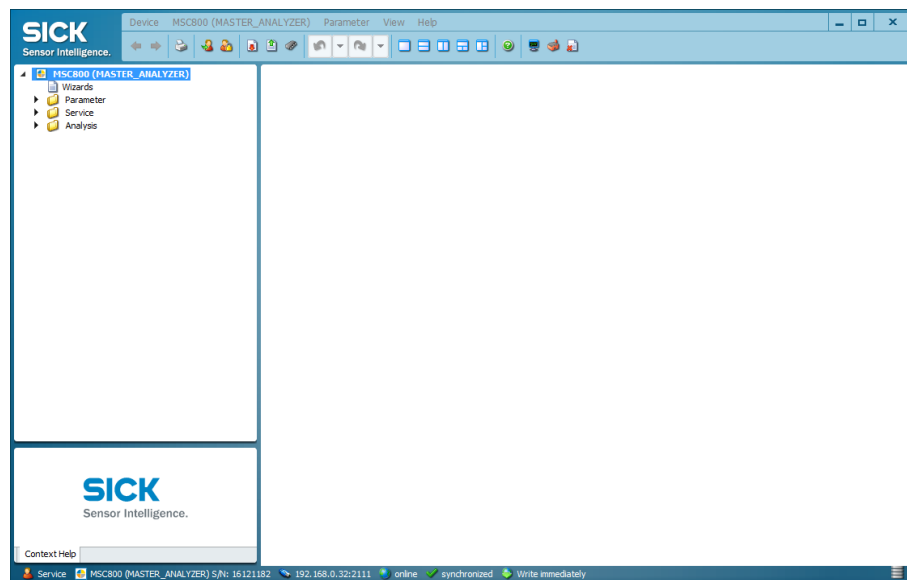 SICK
Sensor Intelligence.
Device MSC800 (MASTER_ANALYZER) Parameter View Help
MSC800 (MASTER_ANALYZER)
Wizards
Parameter
Service
Analysis
SICK
Sensor Intelligence.
Context Help
Service MSC800 (MASTER_ANALYZER) S/N: 16121182 192.168.0.32:2111 online synchronized Write immediately